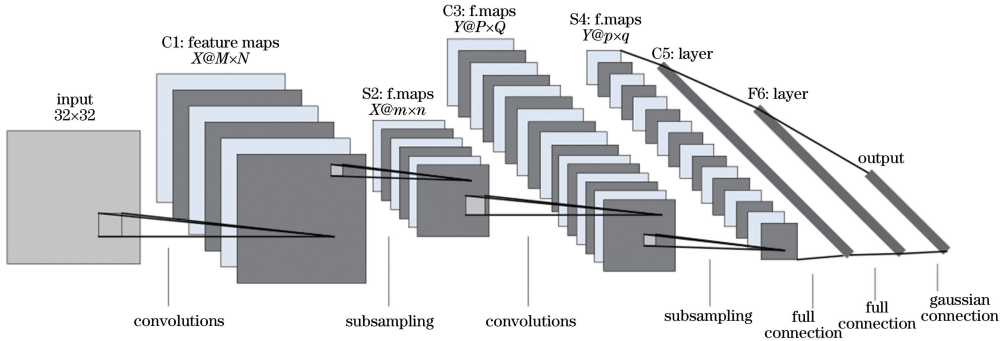 input
32×32
C1: feature maps
X@M×N
S2: f.maps
X@m×n
C3: f.maps
Y@P×Q
S4: f.maps
Y@p×q
C5: layer
F6: layer
output
convolutions
subsampling
convolutions
subsampling
full
connection
full
connection
gaussian
connection